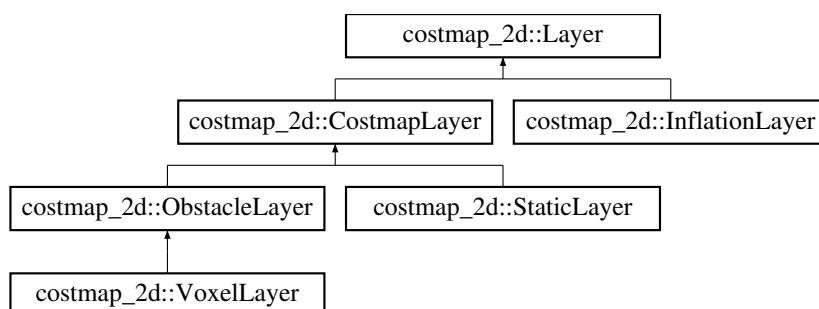 costmap_2d::Layer
costmap_2d::CostmapLayer
costmap_2d::InflationLayer
costmap_2d::ObstacleLayer
costmap_2d::StaticLayer
costmap_2d::VoxelLayer